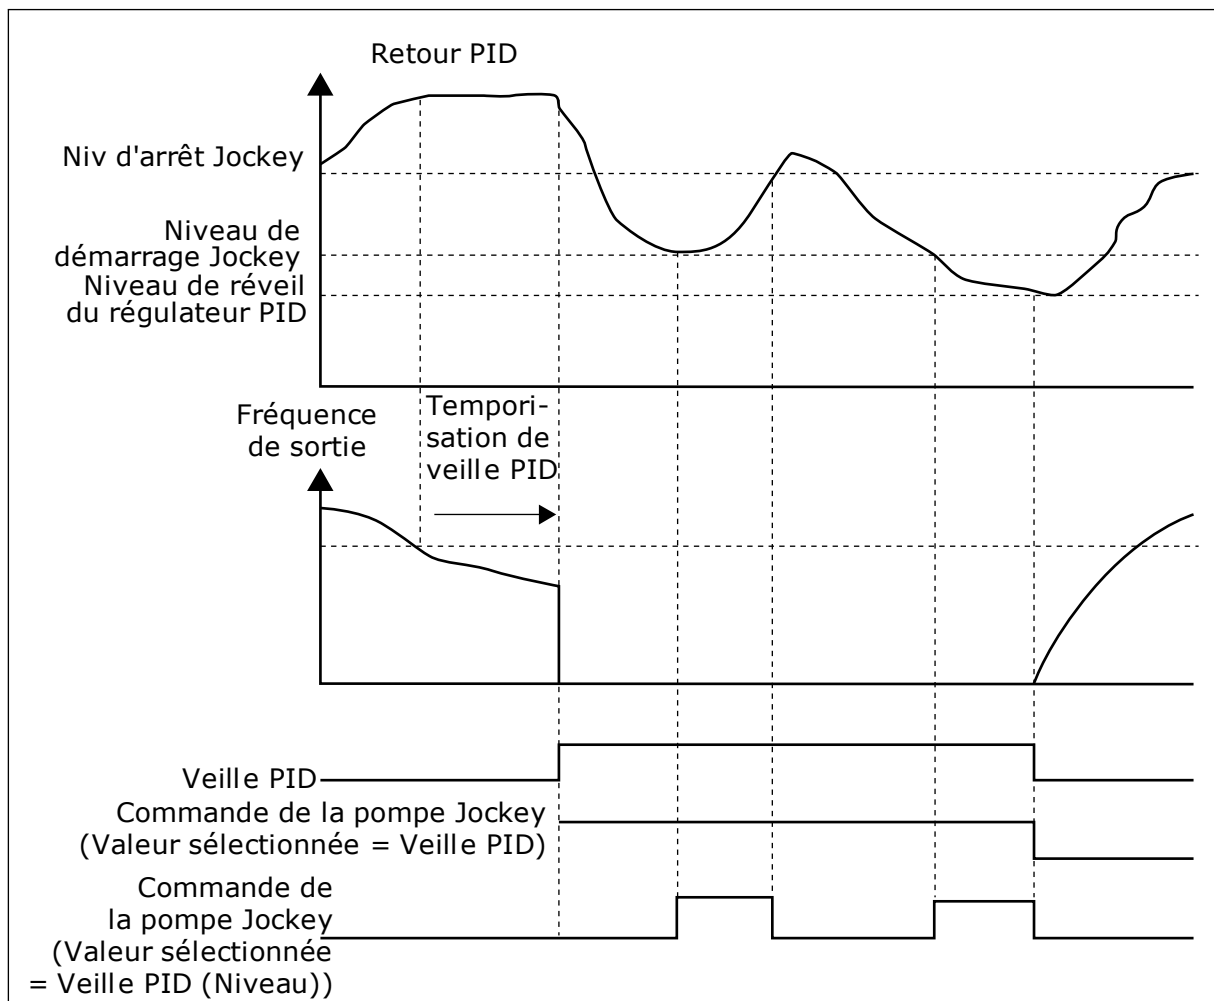 Retour PID
Niv d'arrêt Jockey
Niveau de
démarrage Jockey
Niveau de réveil
du régulateur PID
Fréquence
de sortie
Tempori-
sation de
veille PID
Veille PID
Commande de la pompe Jockey
(Valeur sélectionnée = Veille PID)
Commande de
la pompe Jockey
(Valeur sélectionnée
= Veille PID (Niveau))